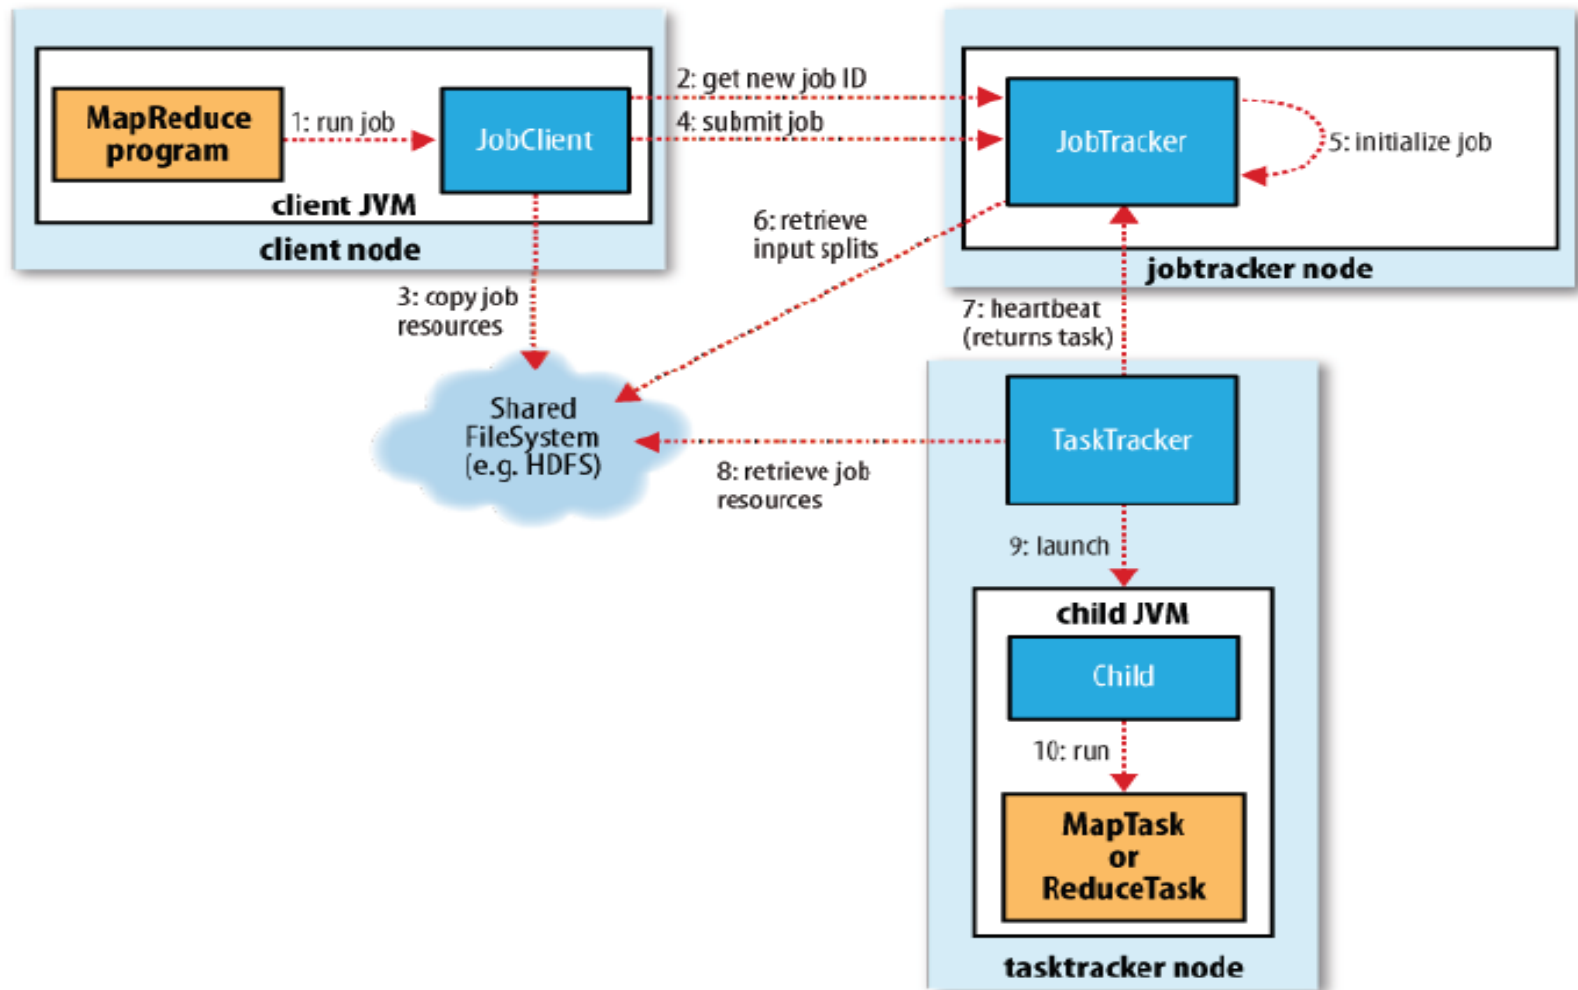 MapReduce
program
1: run job
JobClient
client JVM
client node
2: get new job ID
4: submit job
JobTracker
5: initialize job
jobtracker node
3: copy job
resources
6: retrieve
input splits
7: heartbeat
(returns task)
Shared
FileSystem
(e.g. HDFS)
8: retrieve job
resources
TaskTracker
9: launch
child JVM
Child
10: run
MapTask
or
ReduceTask
tasktracker node